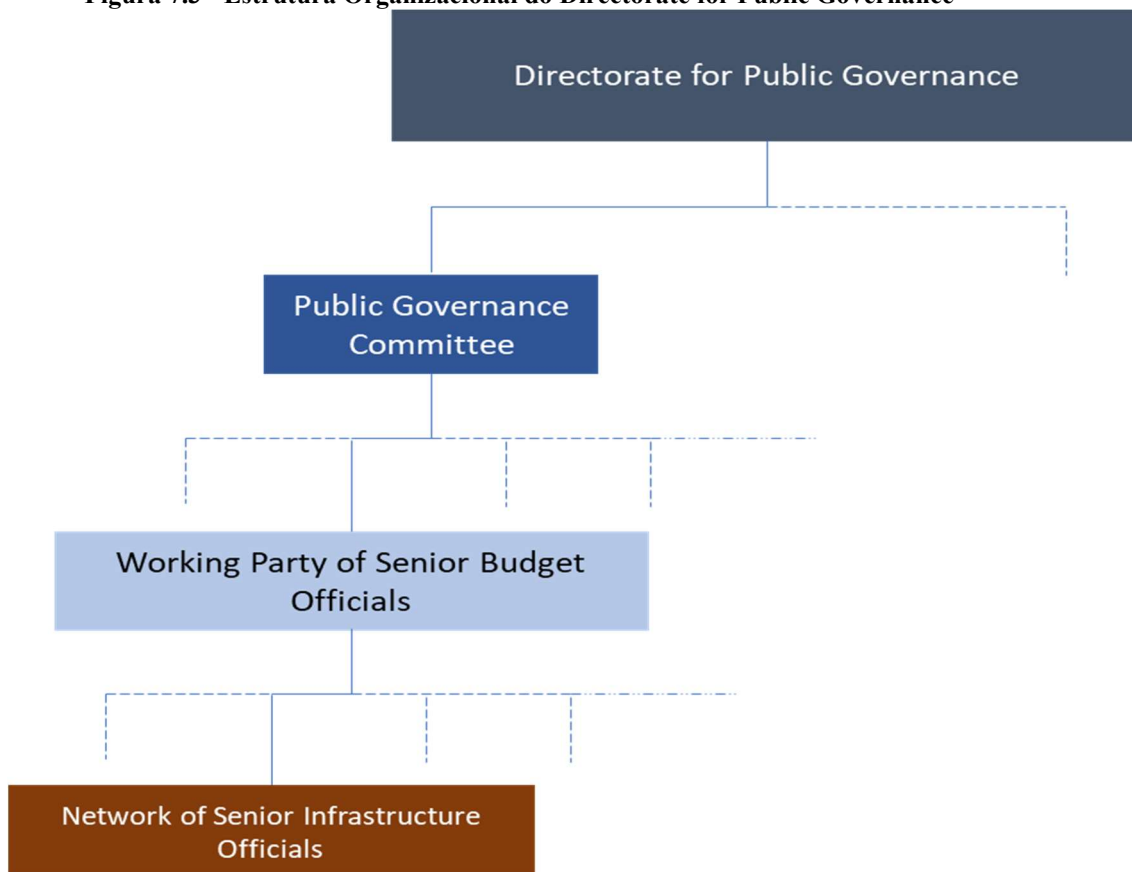 Estrutura Organizacional do Directorate for Public Governance
Directorate for Public Governance
Public Governance
Committee
Working Party of Senior Budget
Officials
Network of Senior Infrastructure
Officials